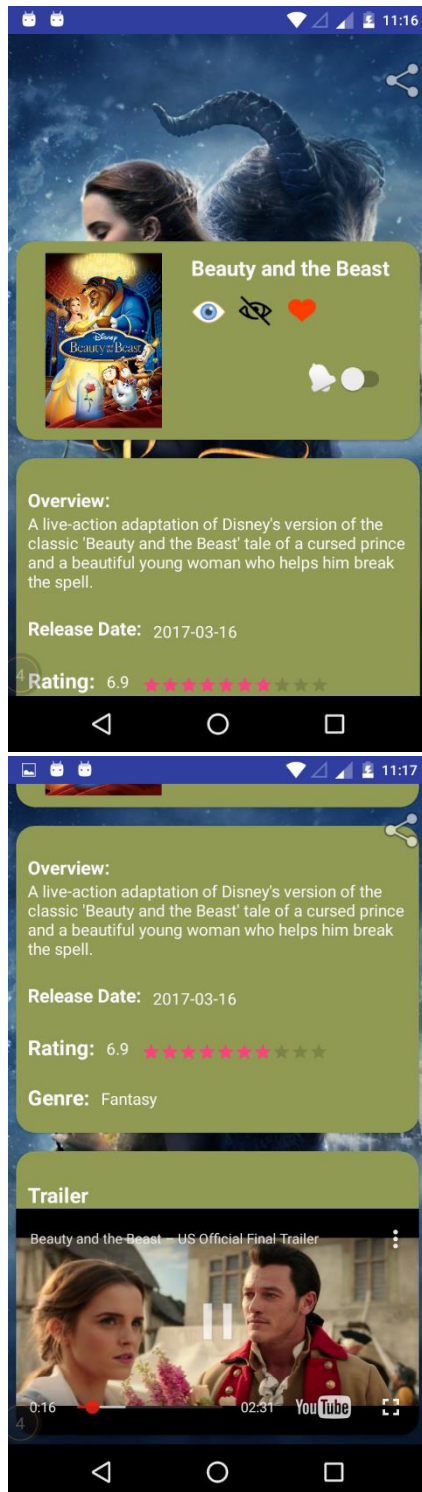 11:16
Beauty and the Beast
Disney
Beauty and the Beast
Overview:
A live-action adaptation of Disney's version of the
classic 'Beauty and the Beast' tale of a cursed prince
and a beautiful young woman who helps him break
the spell.
Release Date: 2017-03-16
4
Rating: 6.9
11:17
Overview:
A live-action adaptation of Disney's version of the
classic 'Beauty and the Beast' tale of a cursed prince
and a beautiful young woman who helps him break
the spell.
Release Date: 2017-03-16
Rating: 6.9
Genre: Fantasy
Trailer
Beauty and the Beast – US Official Final Trailer
0:16 02:31 YouTube
4